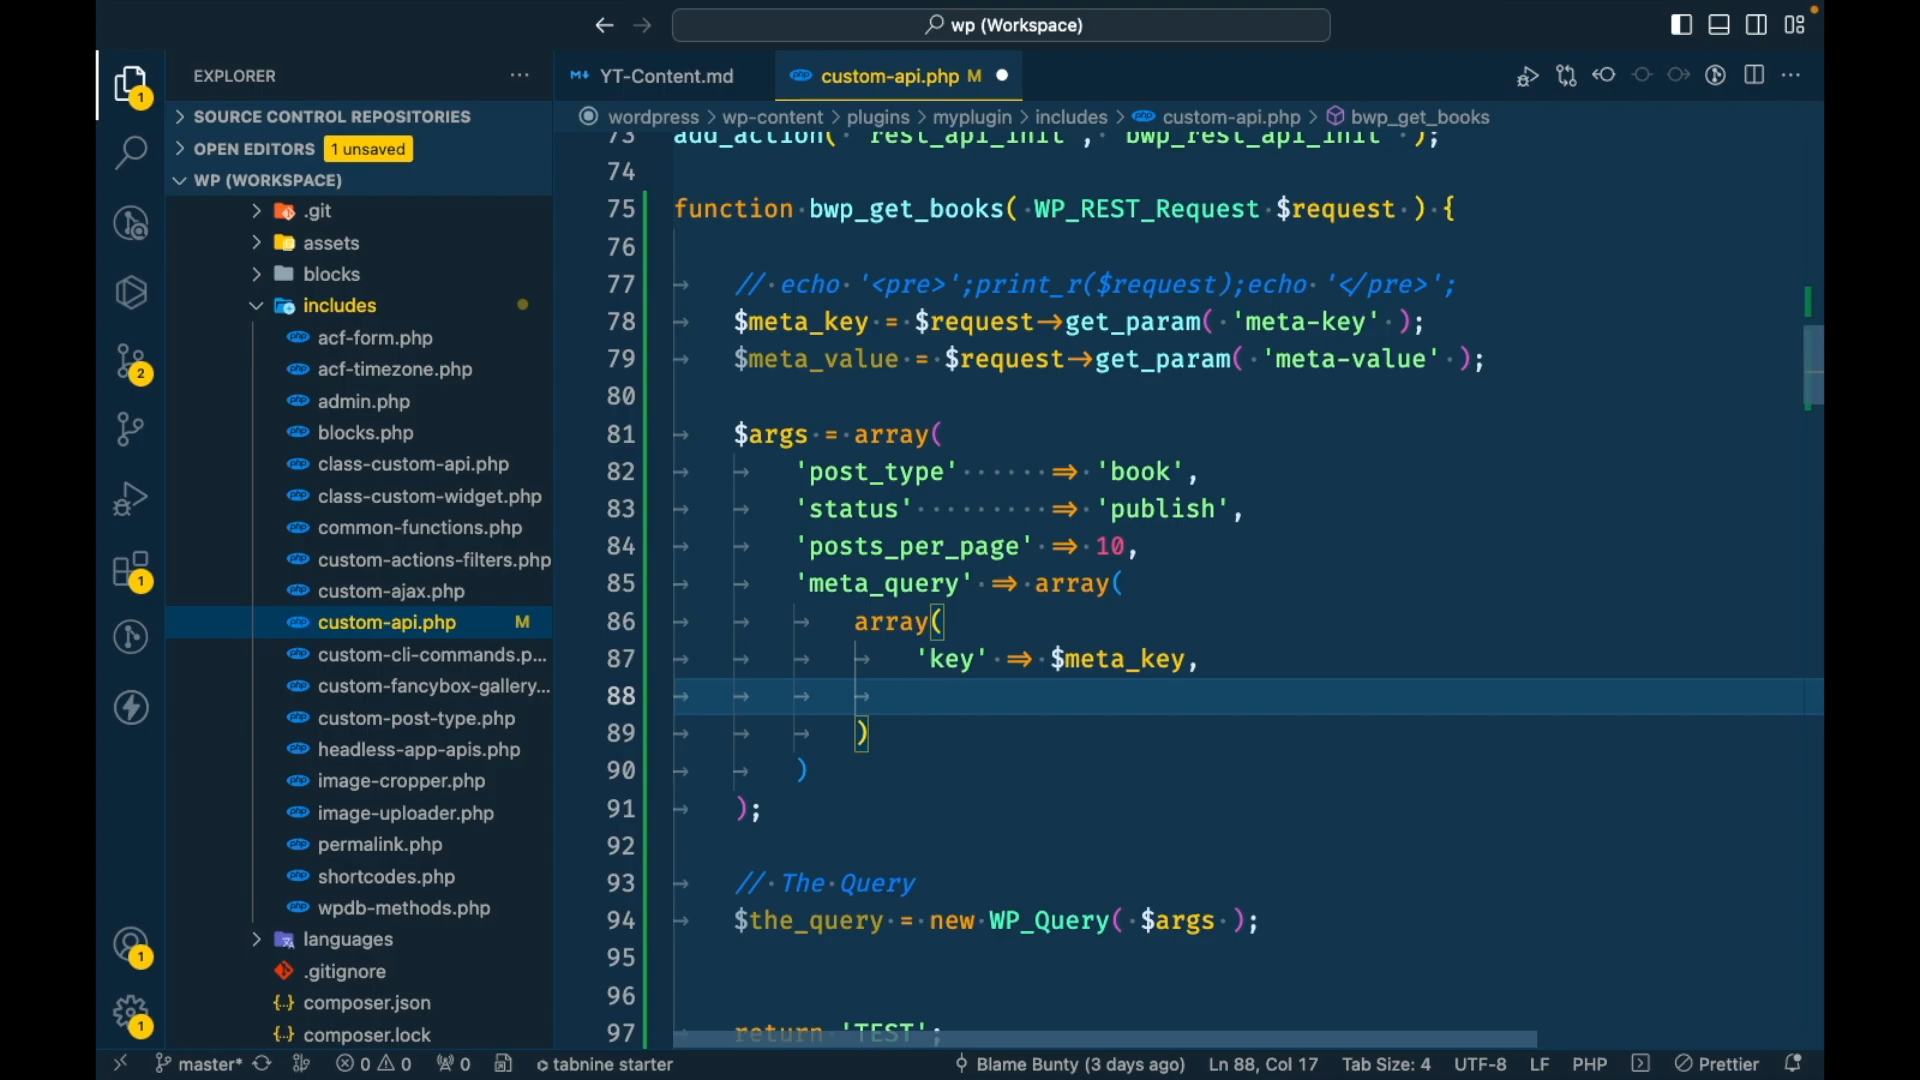 wp (Workspace)
EXPLORER
YT-Content.md
custom-api.php M
SOURCE CONTROL REPOSITORIES
OPEN EDITORS 1 unsaved
WP (WORKSPACE)
.git
assets
blocks
includes
acf-form.php
acf-timezone.php
admin.php
blocks.php
class-custom-api.php
class-custom-widget.php
common-functions.php
custom-actions-filters.php
custom-ajax.php
custom-api.php M
custom-cli-commands.p...
custom-fancybox-gallery...
custom-post-type.php
headless-app-apis.php
image-cropper.php
image-uploader.php
permalink.php
shortcodes.php
wpdb-methods.php
languages
.gitignore
composer.json
composer.lock
1
2
1
1
1
wordpress > wp-content > plugins > myplugin > includes > custom-api.php > bwp_get_books
73 add_action( 'rest_api_init', 'bwp_rest_api_init' );
74
75 function bwp_get_books( WP_REST_Request $request ) {
76
77 // echo '<pre>';print_r($request);echo '</pre>';
78 $meta_key = $request->get_param( 'meta-key' );
79 $meta_value = $request->get_param( 'meta-value' );
80
81 $args = array(
82 'post_type' => 'book',
83 'status' => 'publish',
84 'posts_per_page' => 10,
85 'meta_query' => array(
86 array(
87 'key' => $meta_key,
88
89 )
90 )
91 );
92
93 // The Query
94 $the_query = new WP_Query( $args );
95
96
97 return 'TEST';
master* 0 0 0 tabnine starter Blame Bunty (3 days ago) Ln 88, Col 17 Tab Size: 4 UTF-8 LF PHP Prettier